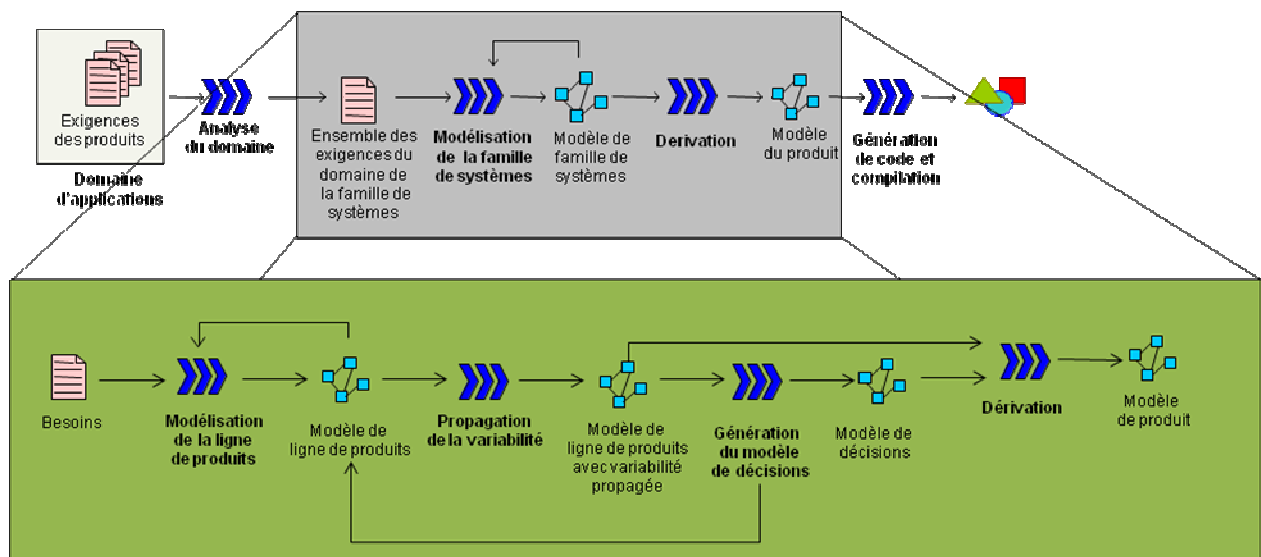 Exigences
des produits
Domaine
d'applications
Analyse
du domaine
Ensemble des
exigences du
domaine de
la famille de
systèmes
Modélisation
de la famille
de systèmes
Modèle de
famille de
systèmes
Derivation
Modèle
du produit
Génération
de code et
compilation
Besoins
Modélisation
de la ligne
de produits
Modèle de
ligne de produits
Propagation
de la variabilité
Modèle de
ligne de produits
avec variabilité
propagée
Génération
du modèle
de décisions
Modèle de
décisions
Dérivation
Modèle
de produit